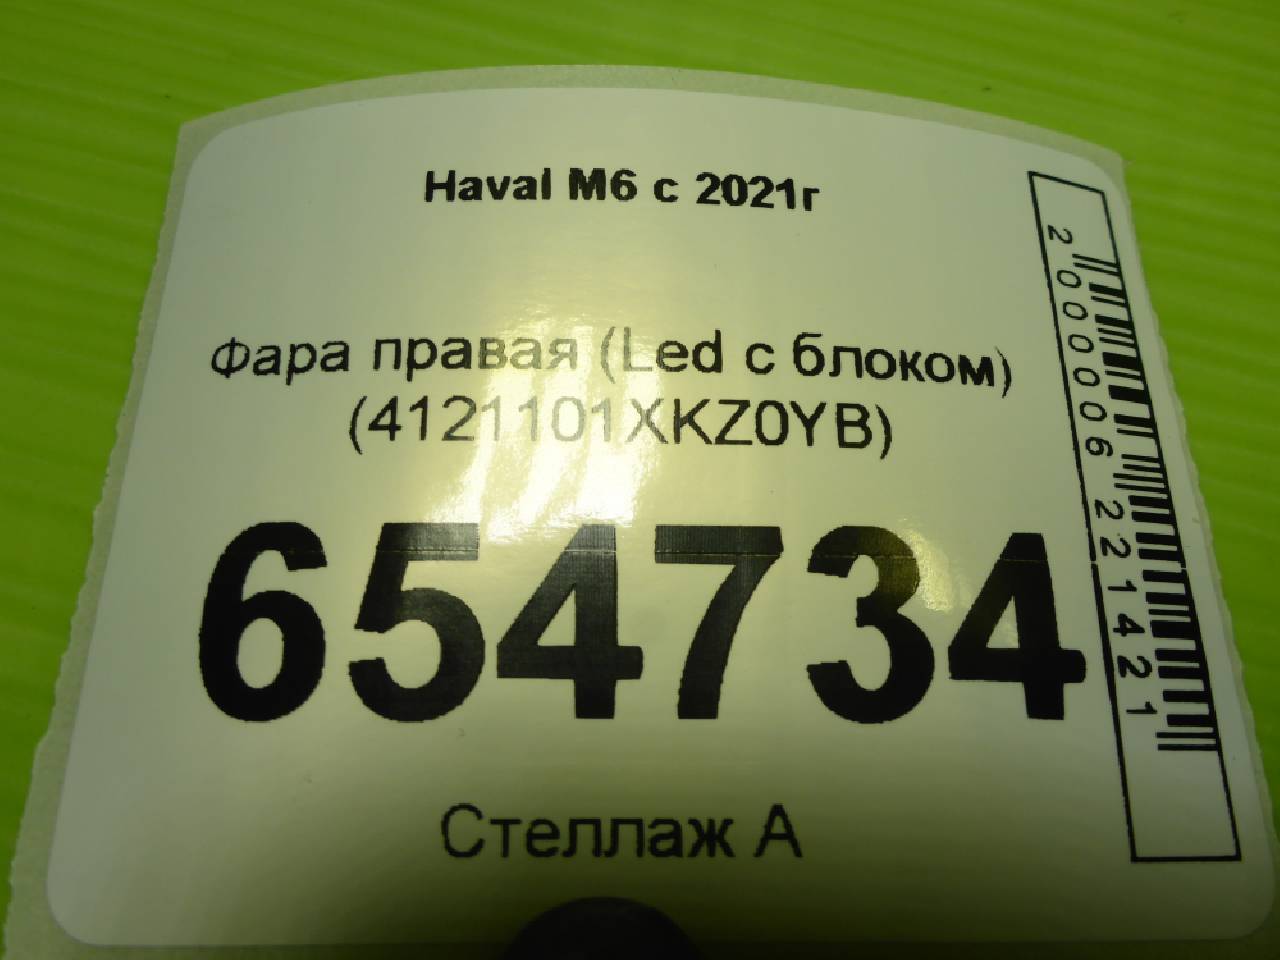 Haval M6 с 2021г
Фара правая (Led с блоком)
(4121101XKZ0YB)
654734
Стеллаж А
2000006221421